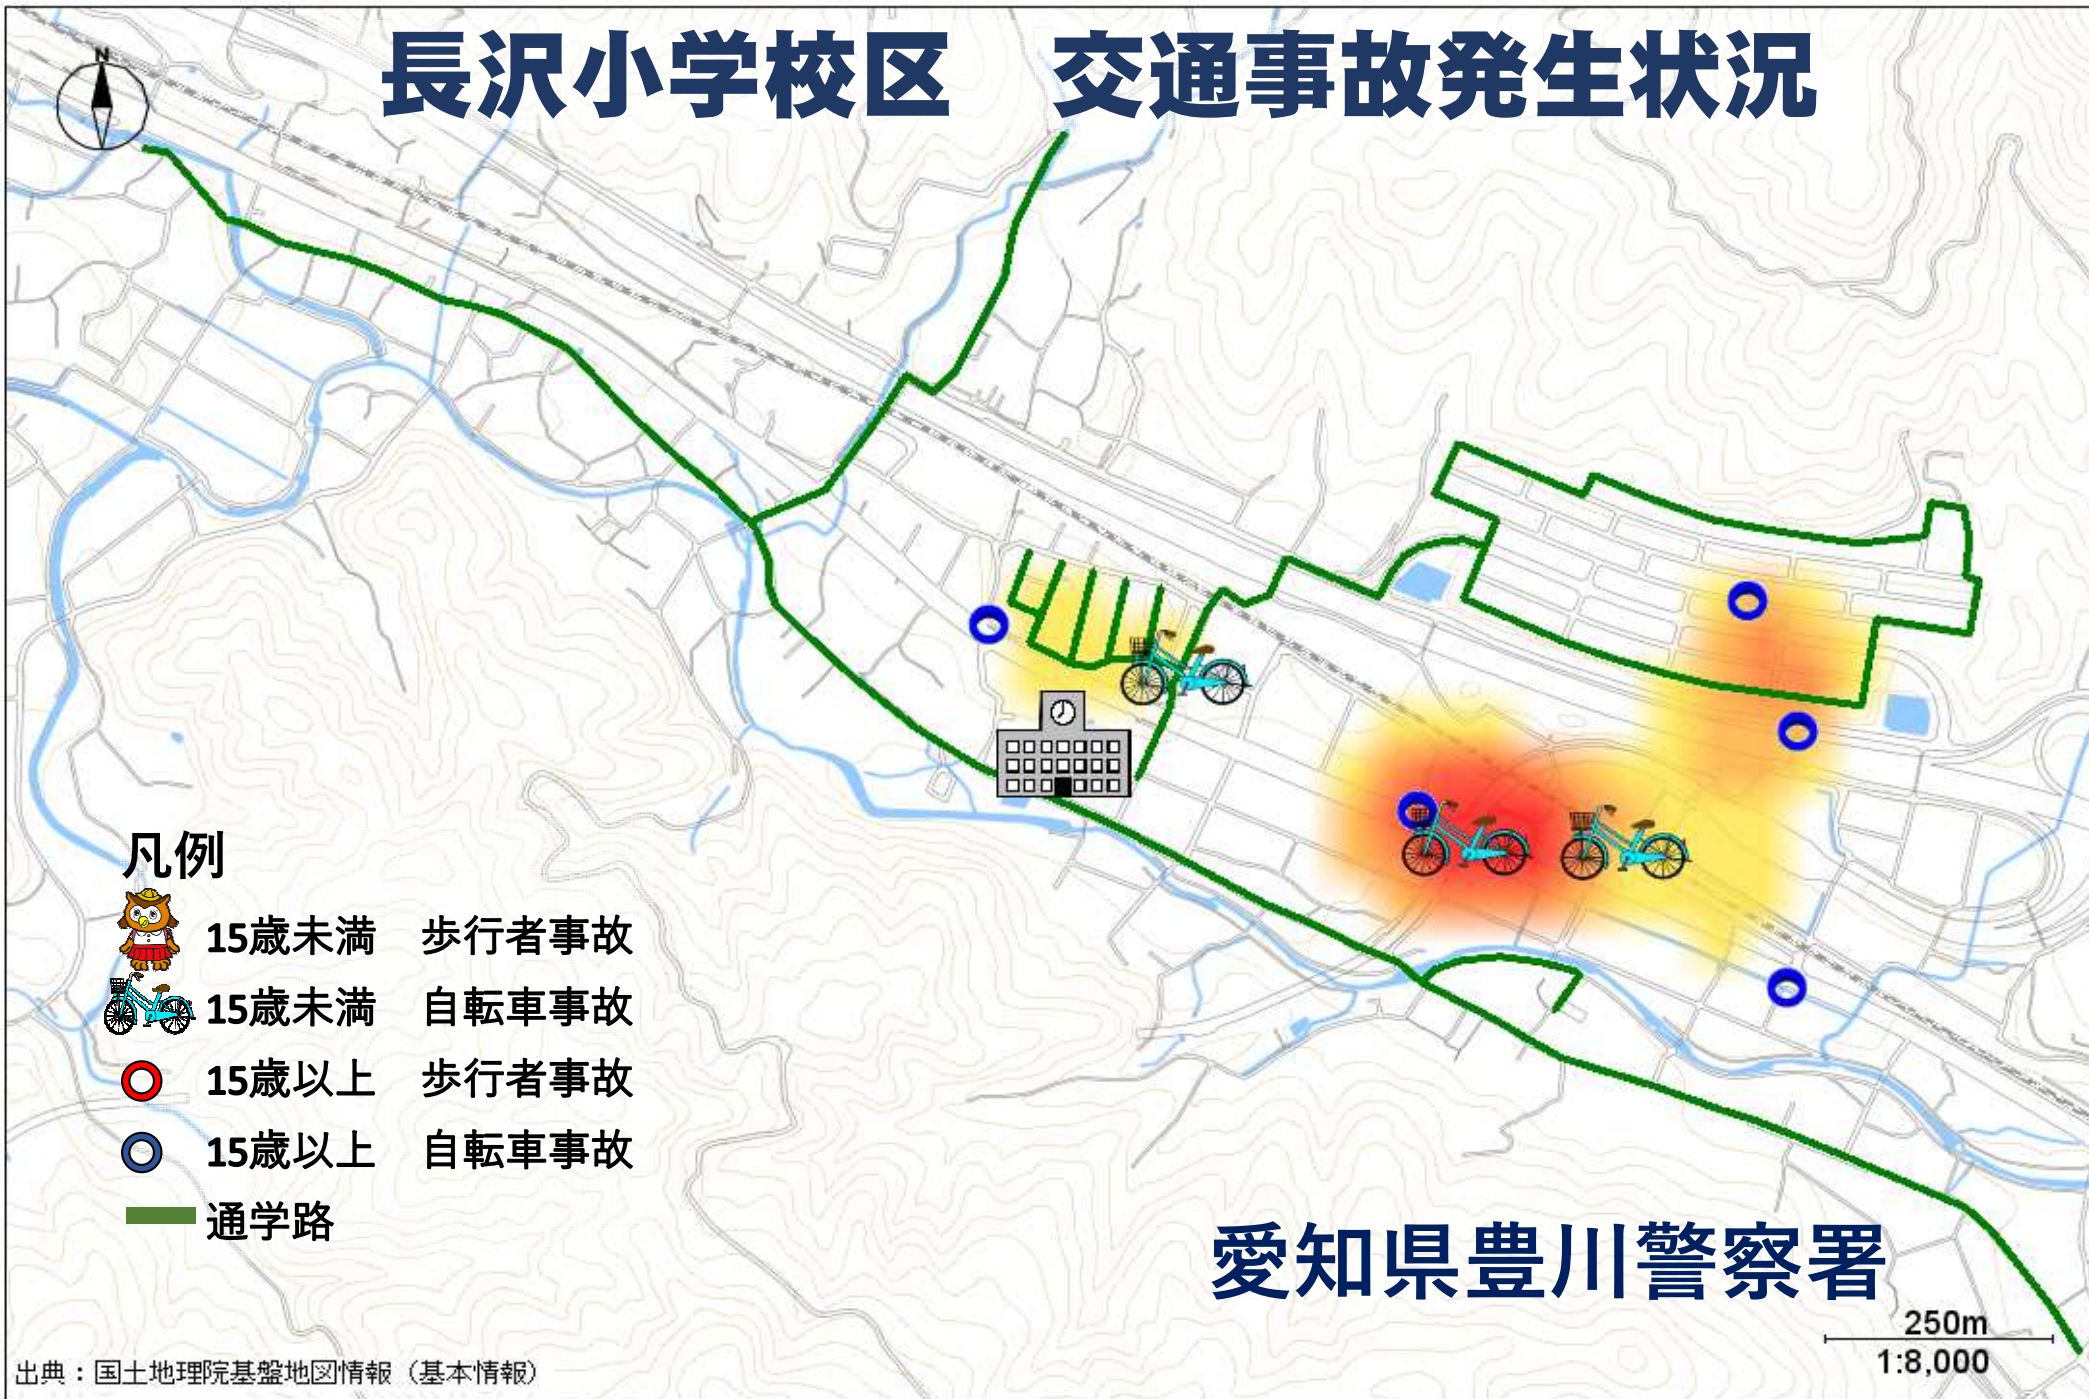 長沢小学校区　交通事故発生状況
N
凡例
15歳未満　歩行者事故
15歳未満　自転車事故
15歳以上　歩行者事故
15歳以上　自転車事故
通学路
愛知県豊川警察署
250m
1:8,000
出典：国土地理院基盤地図情報（基本情報）